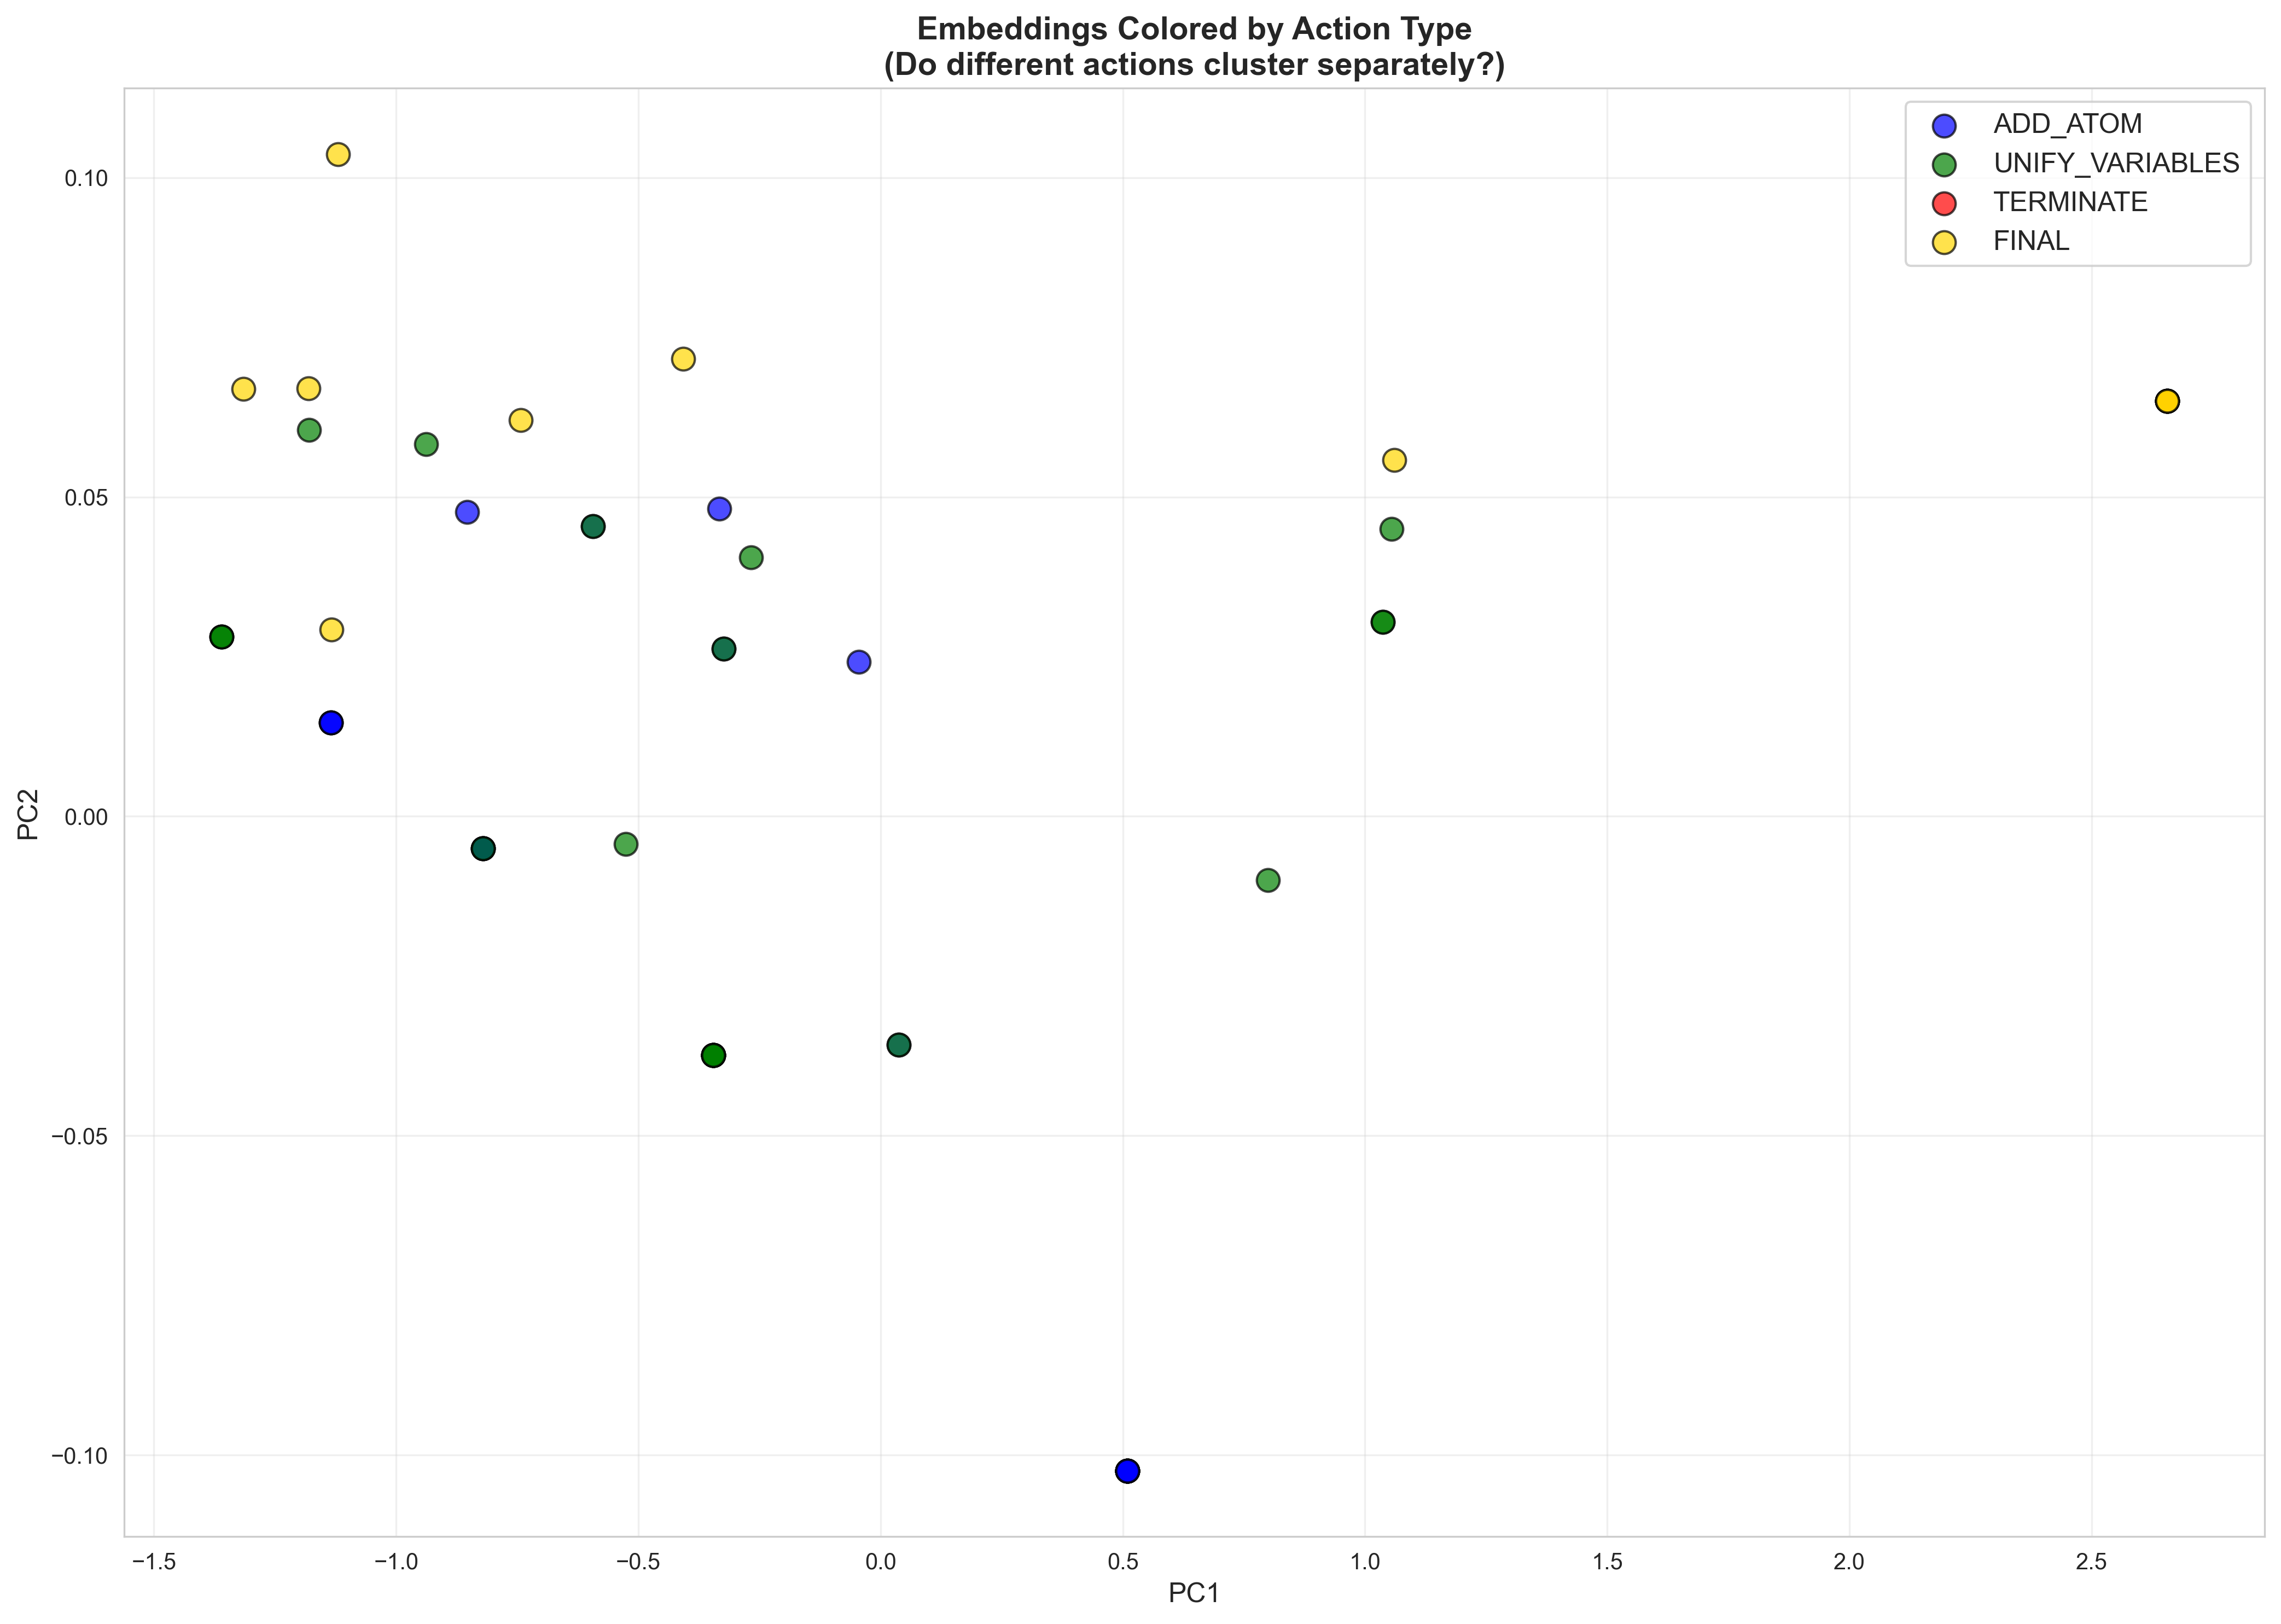 Embeddings Colored by Action Type
(Do different actions cluster separately?)
ADD_ATOM
UNIFY_VARIABLES
TERMINATE
FINAL
0.10
0.05
0.00
−0.05
−0.10
PC2
−1.5 −1.0 −0.5 0.0 0.5 1.0 1.5 2.0 2.5
PC1